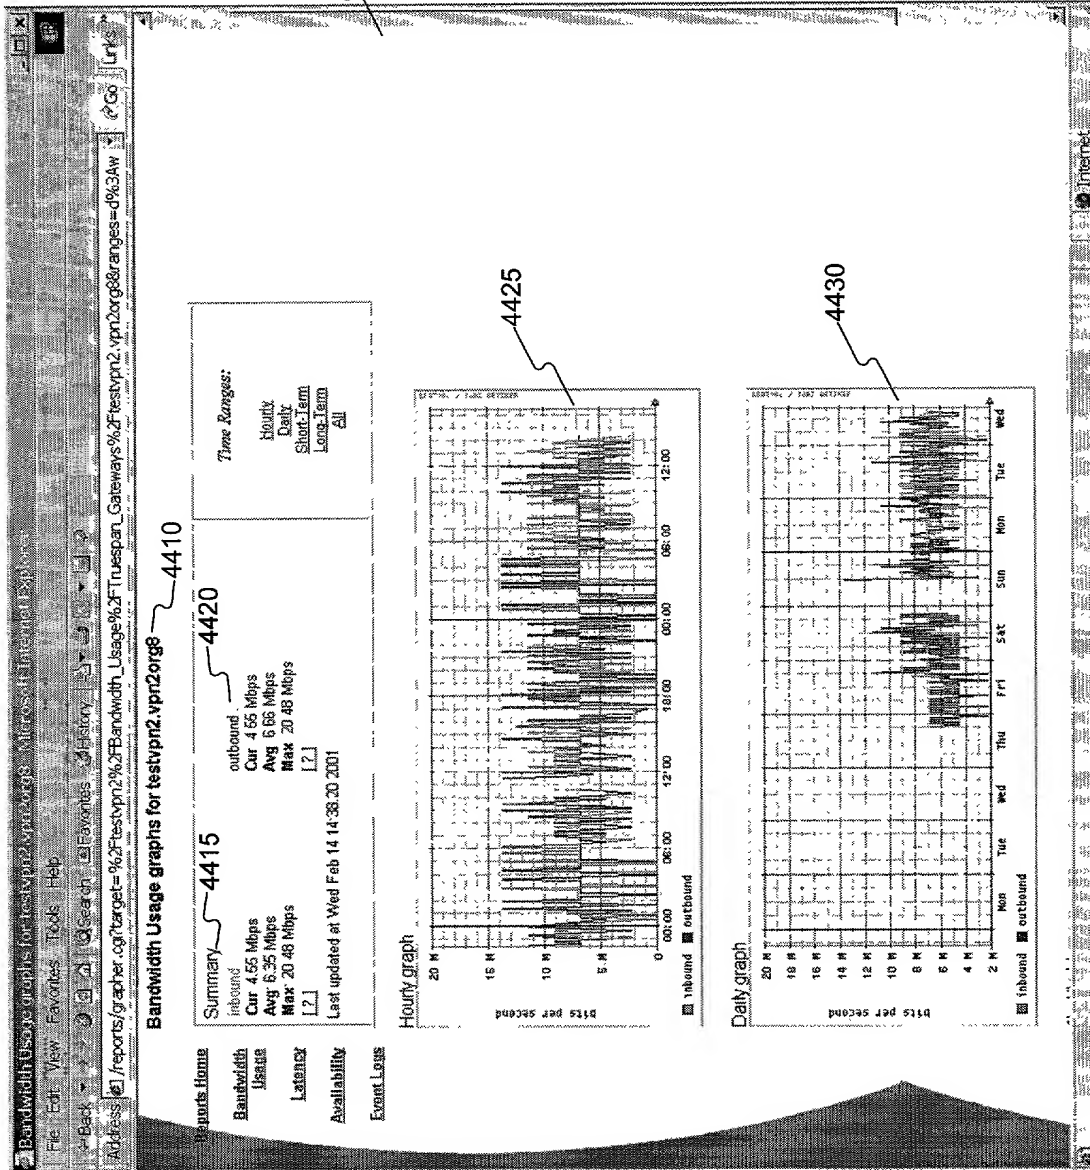 Bandwidth Usage graphs for testvpn2.vpn2org8 - Microsoft Internet Explorer
File Edit View Favorites Tools Help
Back Search Favorites History
Address /reports/grapher.cgi?target=%2Ftestvpn2%2FBandwidth_Usage%2FTruespan_Gateways%2Ftestvpn2.vpn2org8&ranges=d%3Aw Go Links
Reports Home
Bandwidth Usage
Latency
Availability
Event Logs
Bandwidth Usage graphs for testvpn2.vpn2org8 4410
Summary 4415
inbound
Cur 4.55 Mbps
Avg 6.35 Mbps
Max 20 48 Mbps
[?]
4420
outbound
Cur 4 55 Mbps
Avg 6 66 Mbps
Max 20 48 Mbps
[?]
Last updated at Wed Feb 14 14:38 20 2001
Time Ranges:
Hourly
Daily
Short-Term
Long-Term
All
Hourly graph
4425
bits per second
20 M
15 M
10 M
5 M
0
00:00 06:00 12:00 18:00 00:00 06:00 12:00
inbound outbound
Daily graph
4430
bits per second
20 M
18 M
16 M
14 M
12 M
10 M
8 M
6 M
4 M
2 M
Mon Tue Wed Thu Fri Sat Sun Mon Tue Wed
inbound outbound
Internet